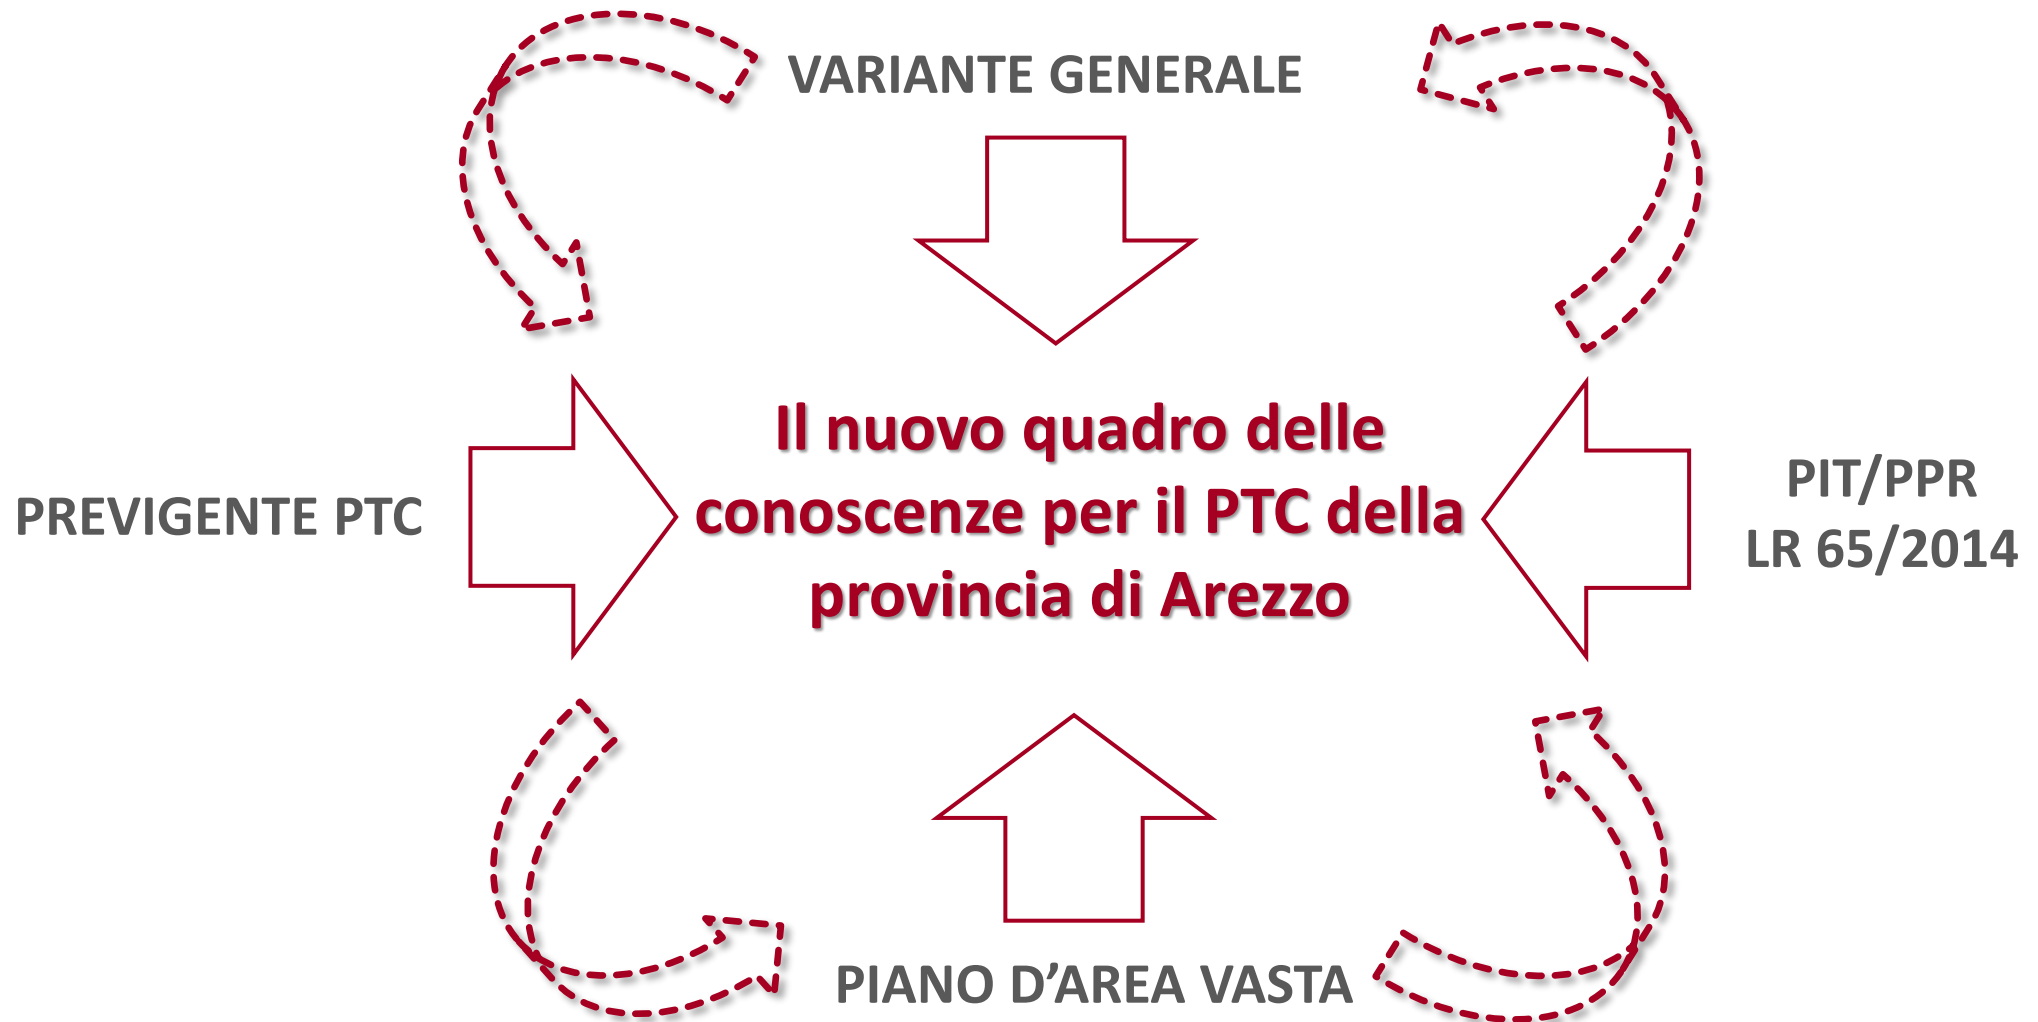 VARIANTE GENERALE
Il nuovo quadro delle
conoscenze per il PTC della
provincia di Arezzo
PREVIGENTE PTC
PIT/PPR
LR 65/2014
PIANO D’AREA VASTA